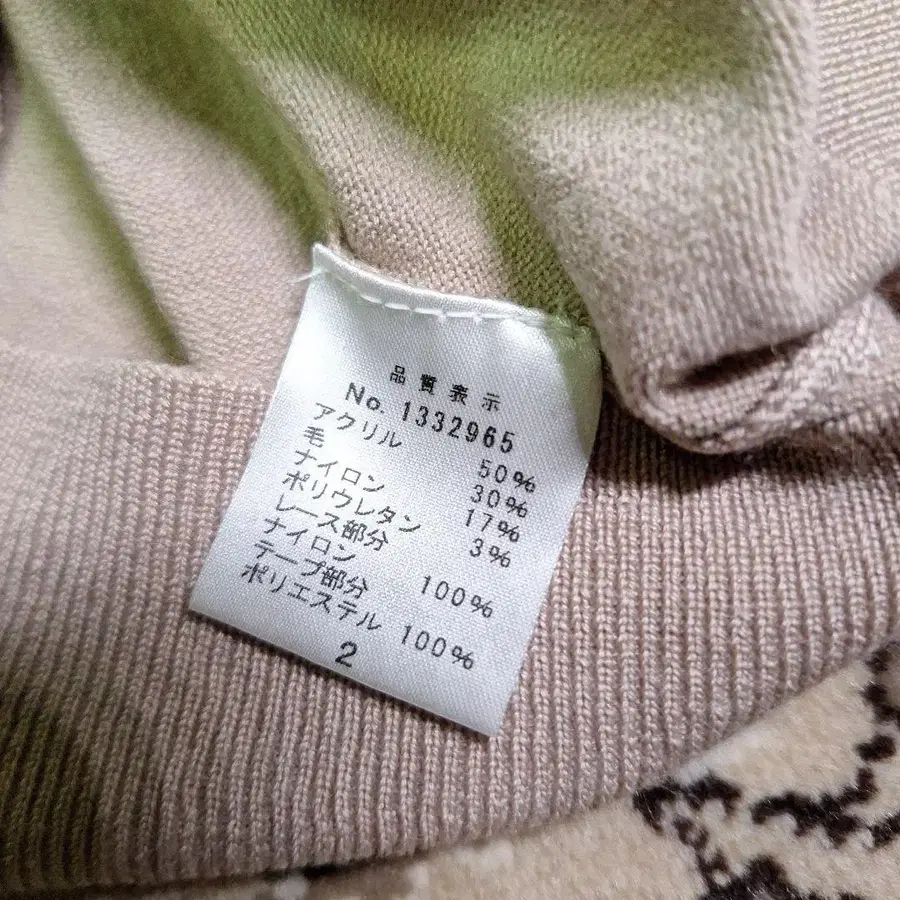 品質表示
No. 1332965
アクリル 50%
毛 30%
ナイロン 17%
ポリウレタン 3%
レース部分
ナイロン 100%
テープ部分
ポリエステル 100%
2